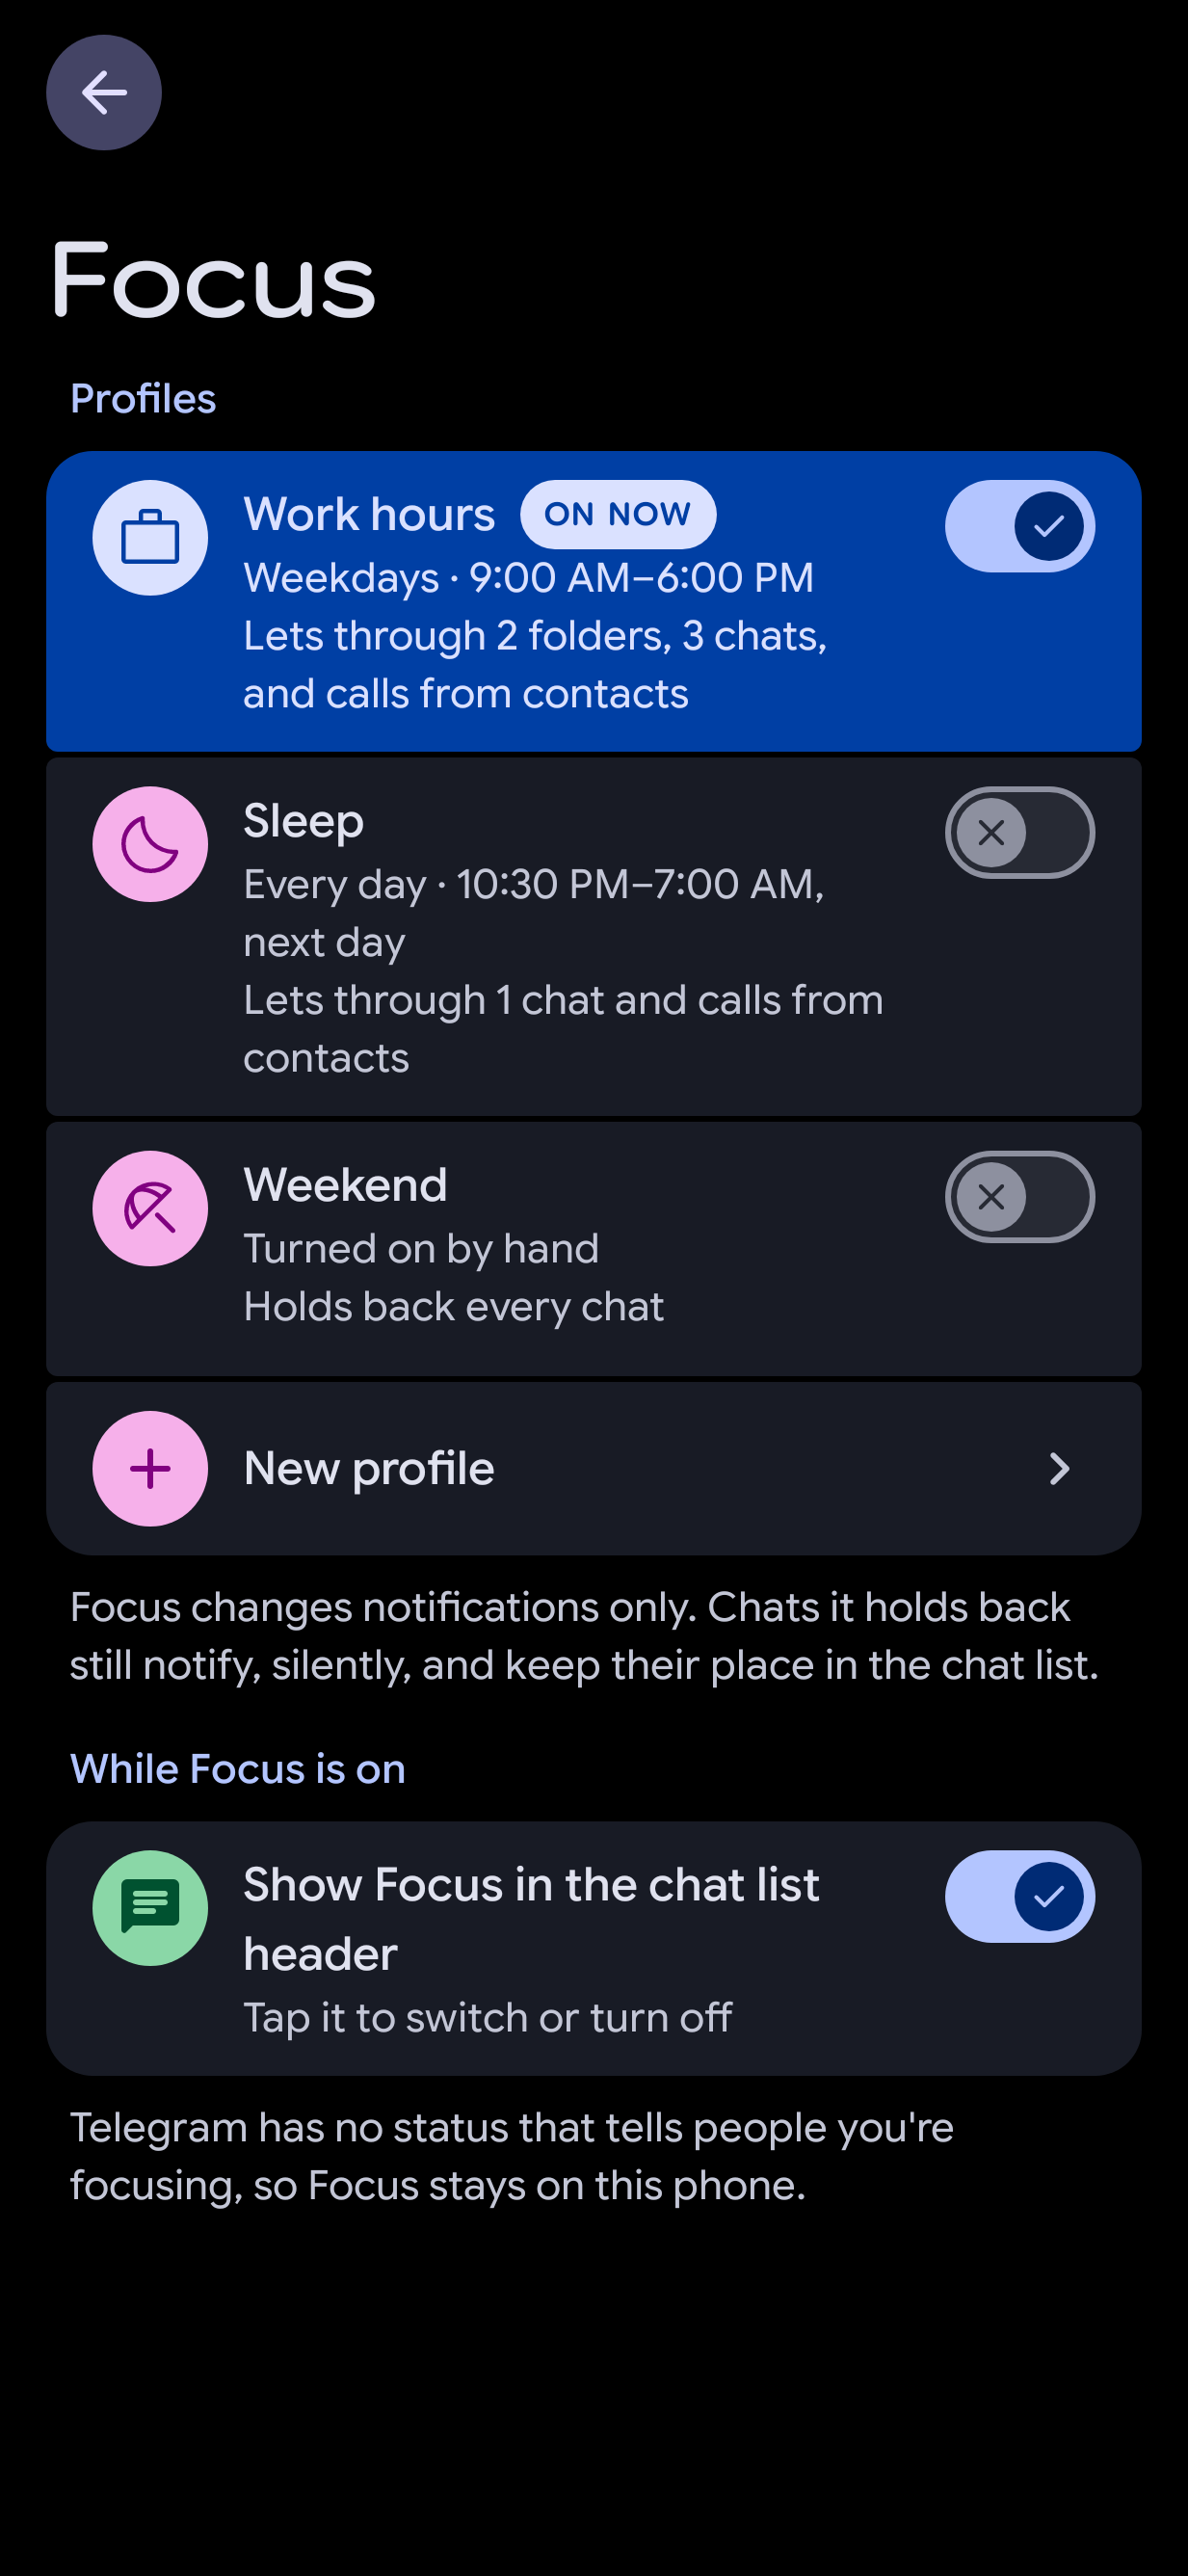 Focus
Profiles
Work hours ON NOW
Weekdays · 9:00 AM–6:00 PM
Lets through 2 folders, 3 chats,
and calls from contacts
Sleep
Every day · 10:30 PM–7:00 AM,
next day
Lets through 1 chat and calls from
contacts
Weekend
Turned on by hand
Holds back every chat
New profile
Focus changes notifications only. Chats it holds back
still notify, silently, and keep their place in the chat list.
While Focus is on
Show Focus in the chat list
header
Tap it to switch or turn off
Telegram has no status that tells people you're
focusing, so Focus stays on this phone.